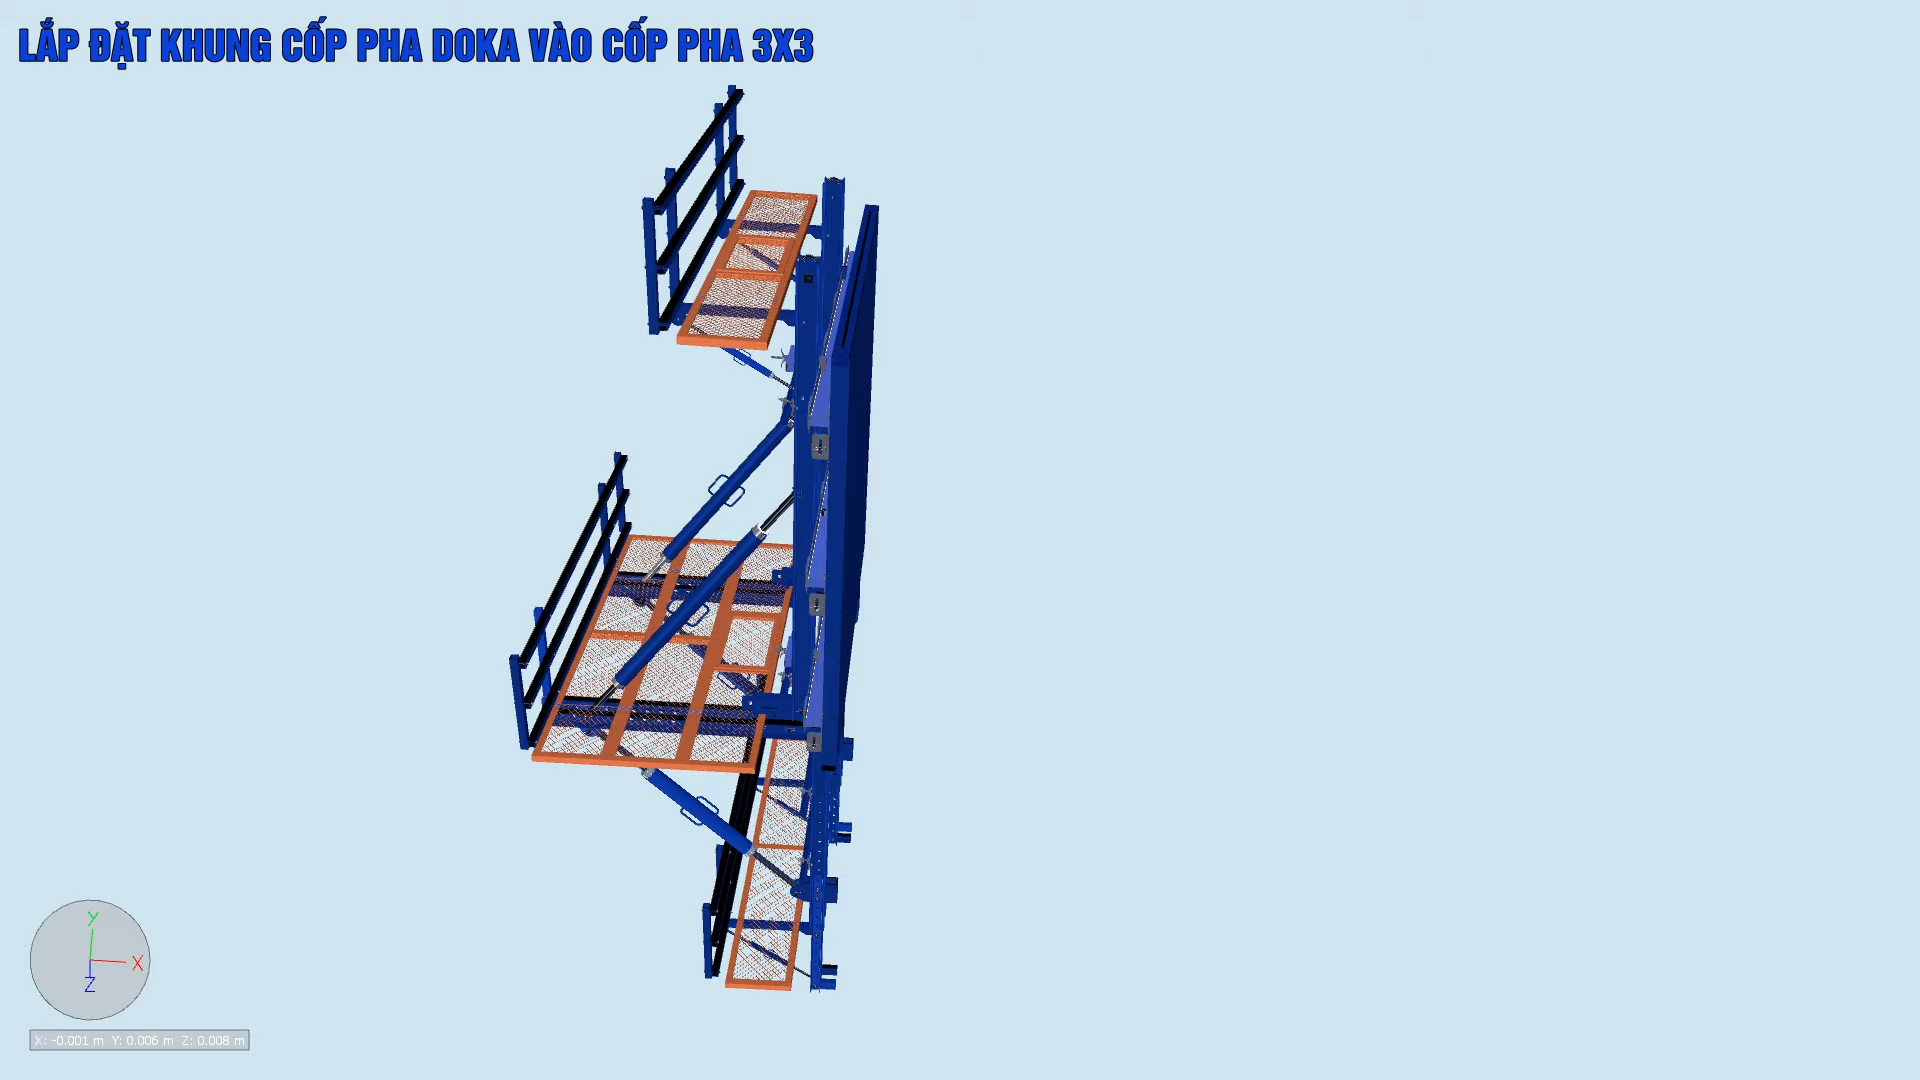 LẮP ĐẶT KHUNG CỐP PHA DOKA VÀO CỐP PHA 3X3
Y
X
Z
X: -0.001 m  Y: 0.006 m  Z: 0.008 m